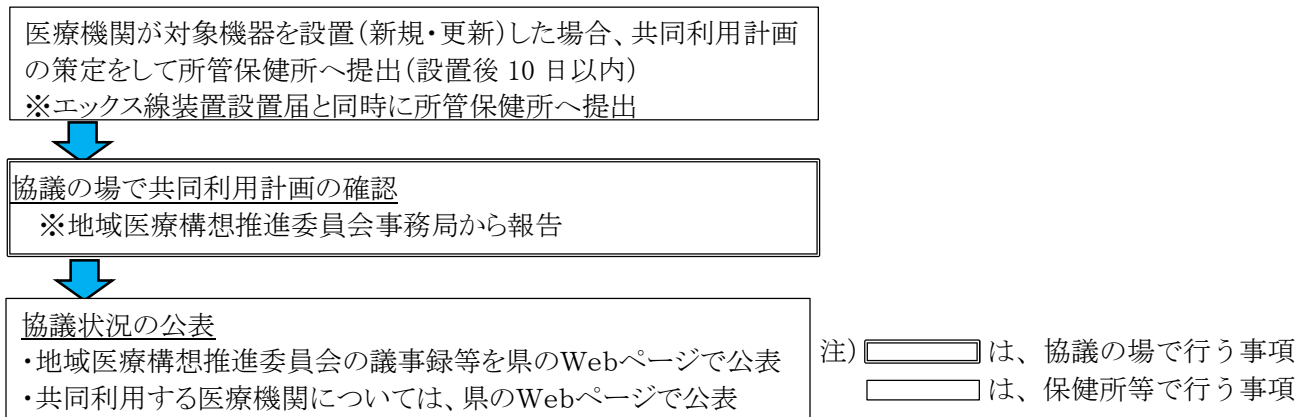 医療機関が対象機器を設置(新規・更新)した場合、共同利用計画
の策定をして所管保健所へ提出(設置後 10 日以内)
※エックス線装置設置届と同時に所管保健所へ提出
協議の場で共同利用計画の確認
※地域医療構想推進委員会事務局から報告
協議状況の公表
・地域医療構想推進委員会の議事録等を県のWebページで公表
・共同利用する医療機関については、県のWebページで公表
注) は、協議の場で行う事項
は、保健所等で行う事項